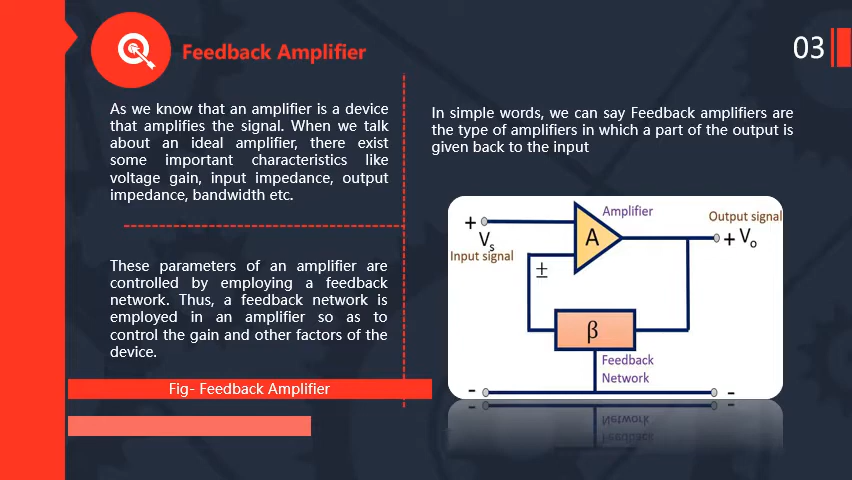 Feedback Amplifier
03
As we know that an amplifier is a device
that amplifies the signal. When we talk
about an ideal amplifier, there exist
some important characteristics like
voltage gain, input impedance, output
impedance, bandwidth etc.
These parameters of an amplifier are
controlled by employing a feedback
network. Thus, a feedback network is
employed in an amplifier so as to
control the gain and other factors of the
device.
Fig- Feedback Amplifier
In simple words, we can say Feedback amplifiers are
the type of amplifiers in which a part of the output is
given back to the input
Amplifier
Output signal
+
A
+ Vo
Vs
Input signal
±
β
Feedback
Network
-
-